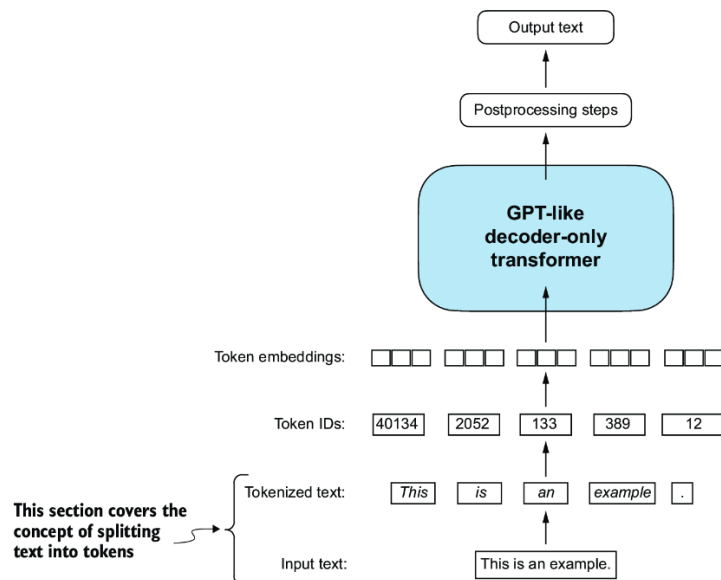 Output text
Postprocessing steps
GPT-like
decoder-only
transformer
Token embeddings:
Token IDs: 40134 2052 133 389 12
Tokenized text: This is an example .
This section covers the
concept of splitting
text into tokens
Input text: This is an example.